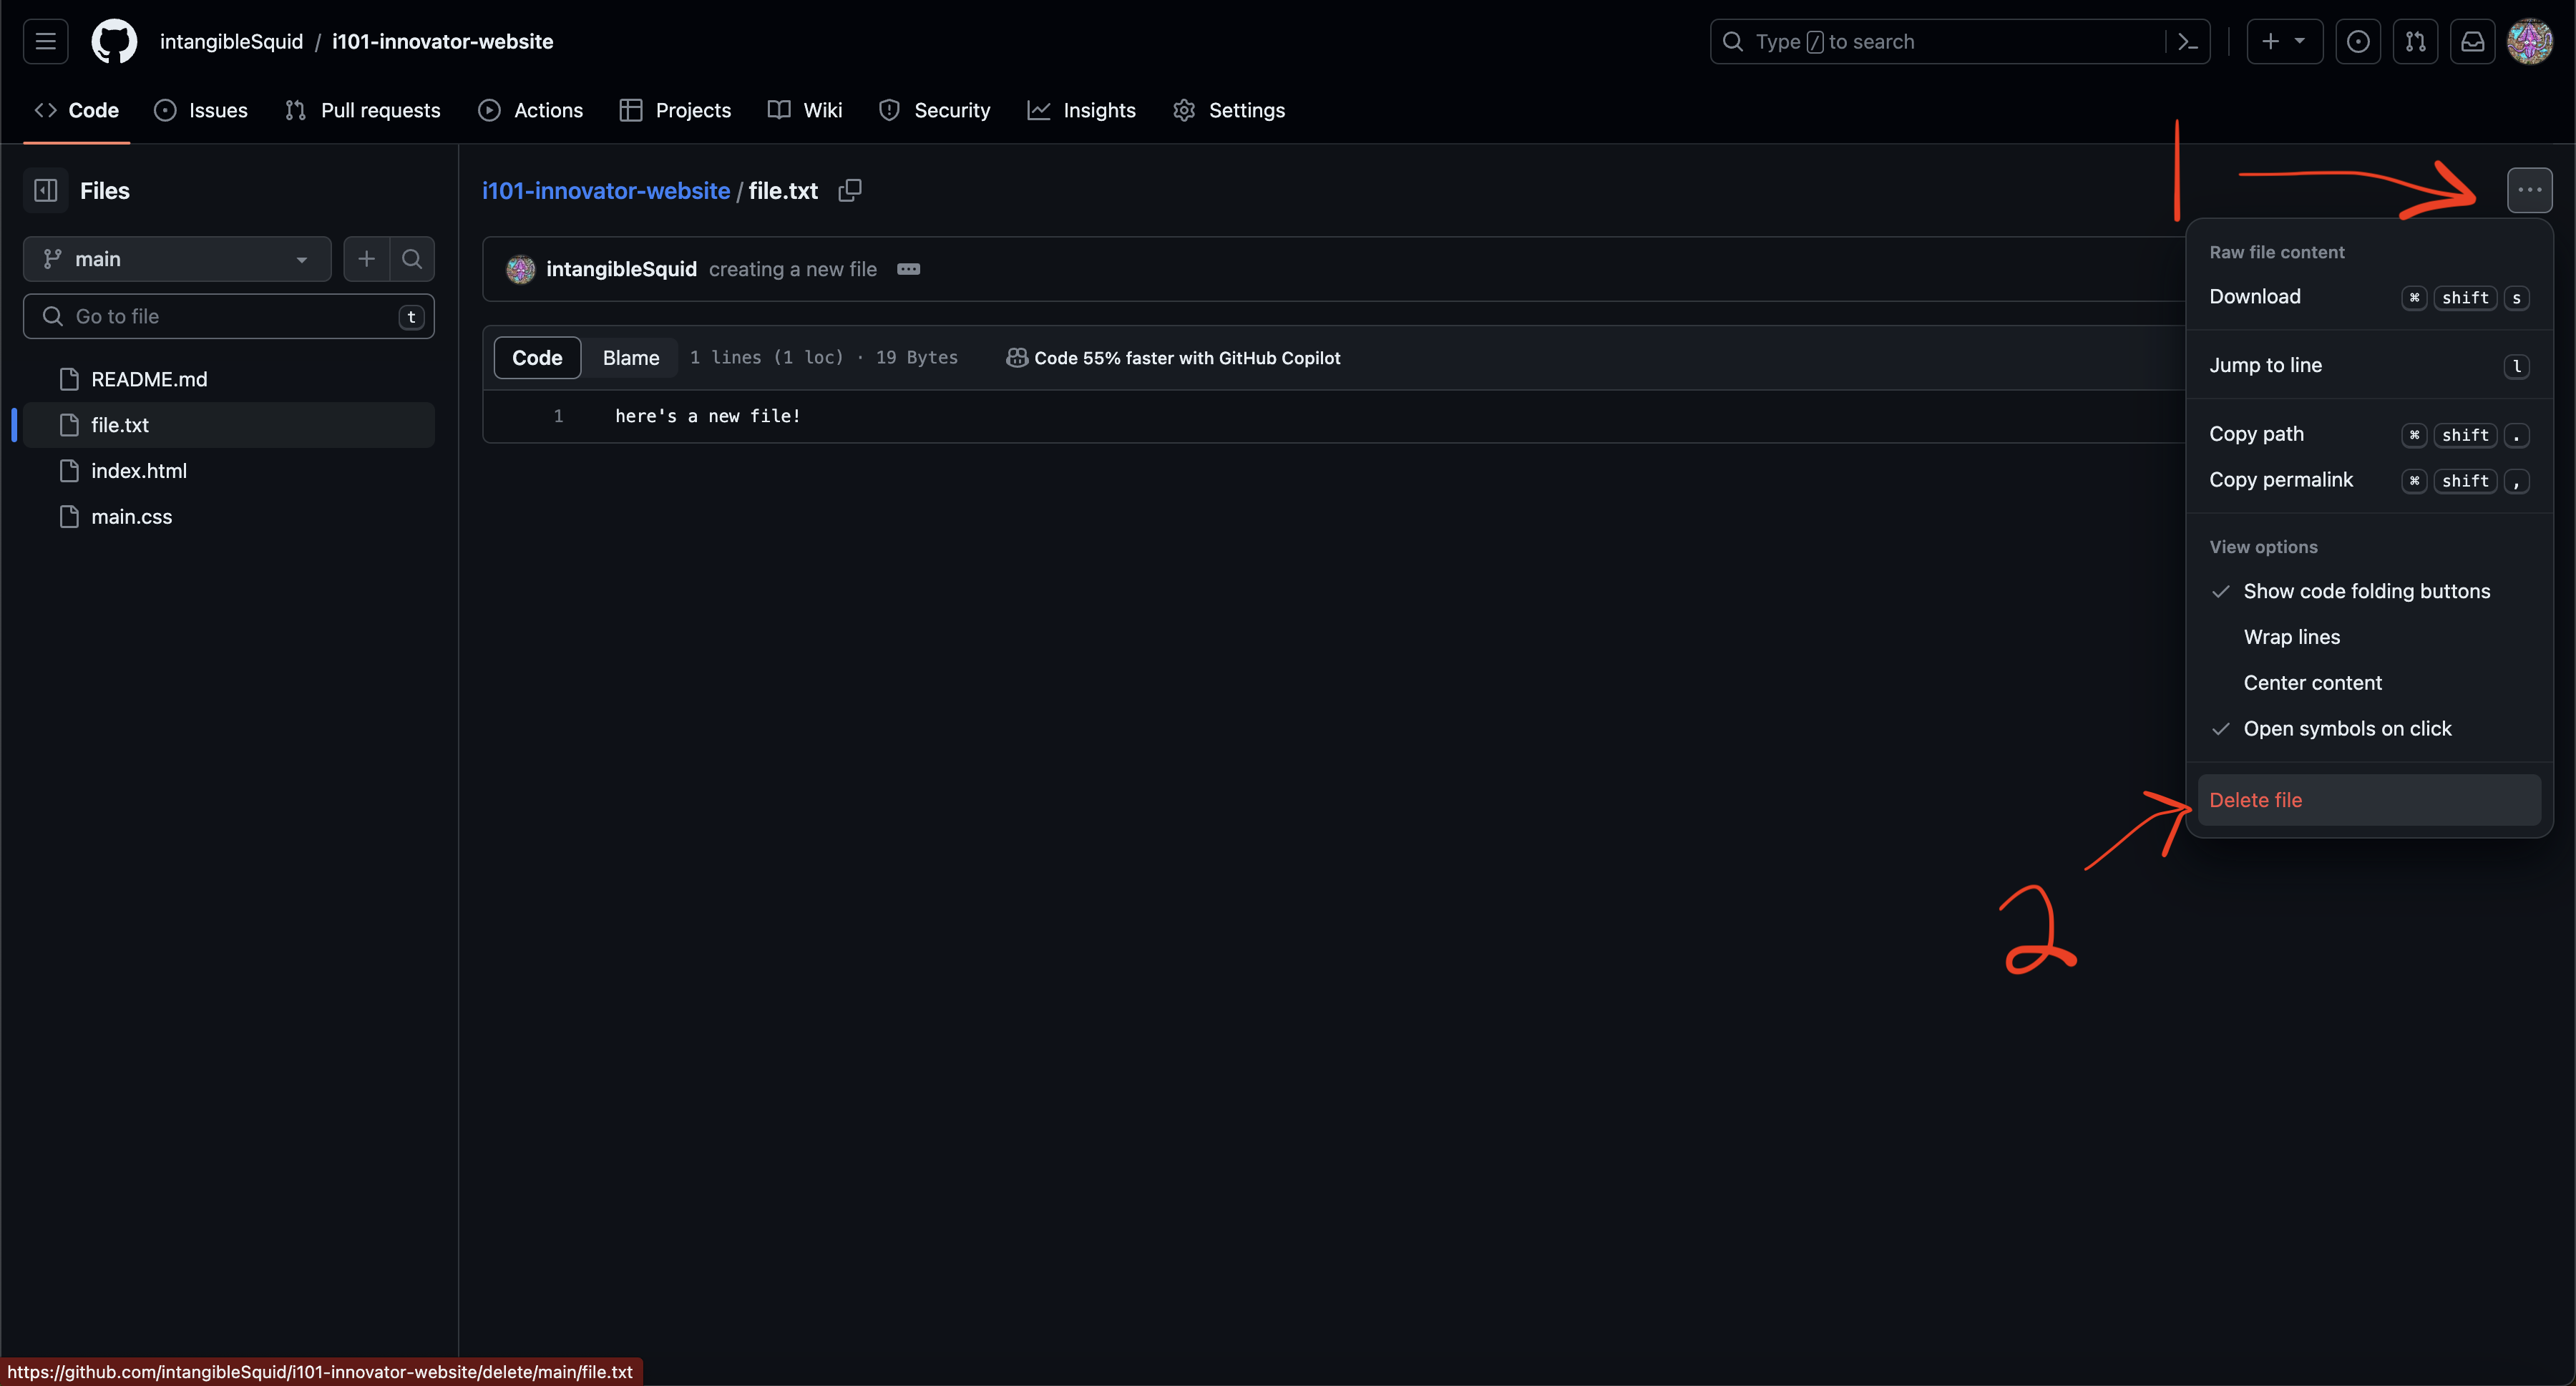 intangibleSquid / i101-innovator-website
Type / to search
Code Issues Pull requests Actions Projects Wiki Security Insights Settings
1
Files
i101-innovator-website / file.txt
main
Go to file t
README.md
file.txt
index.html
main.css
intangibleSquid creating a new file
Code Blame 1 lines (1 loc) · 19 Bytes Code 55% faster with GitHub Copilot
1 here's a new file!
Raw file content
Download ⌘ shift s
Jump to line l
Copy path ⌘ shift .
Copy permalink ⌘ shift ,
View options
Show code folding buttons
Wrap lines
Center content
Open symbols on click
Delete file
2
https://github.com/intangibleSquid/i101-innovator-website/delete/main/file.txt